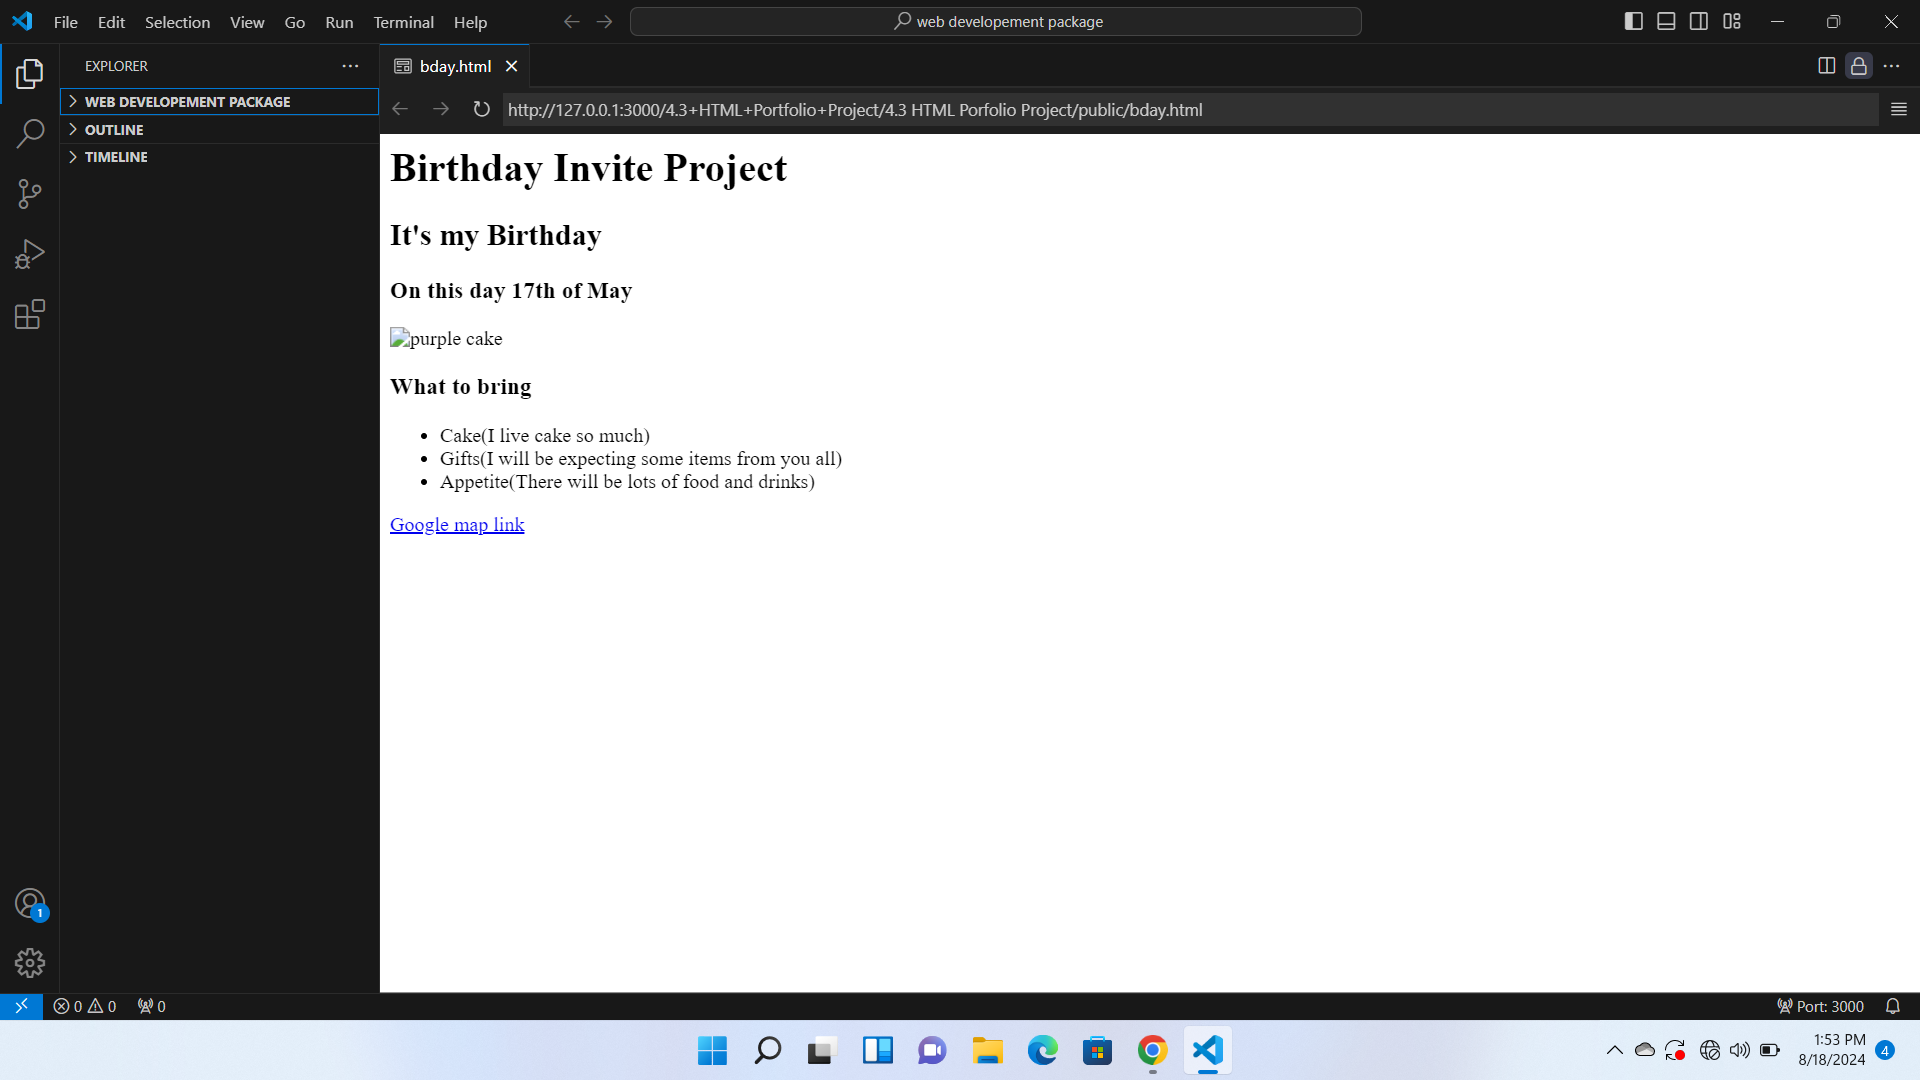 File Edit Selection View Go Run Terminal Help
web developement package
EXPLORER
bday.html
WEB DEVELOPEMENT PACKAGE
OUTLINE
TIMELINE
http://127.0.0.1:3000/4.3+HTML+Portfolio+Project/4.3 HTML Porfolio Project/public/bday.html
Birthday Invite Project
It's my Birthday
On this day 17th of May
purple cake
What to bring
• Cake(I live cake so much)
• Gifts(I will be expecting some items from you all)
• Appetite(There will be lots of food and drinks)
Google map link
1
0 0 0
Port: 3000
1:53 PM
8/18/2024
4